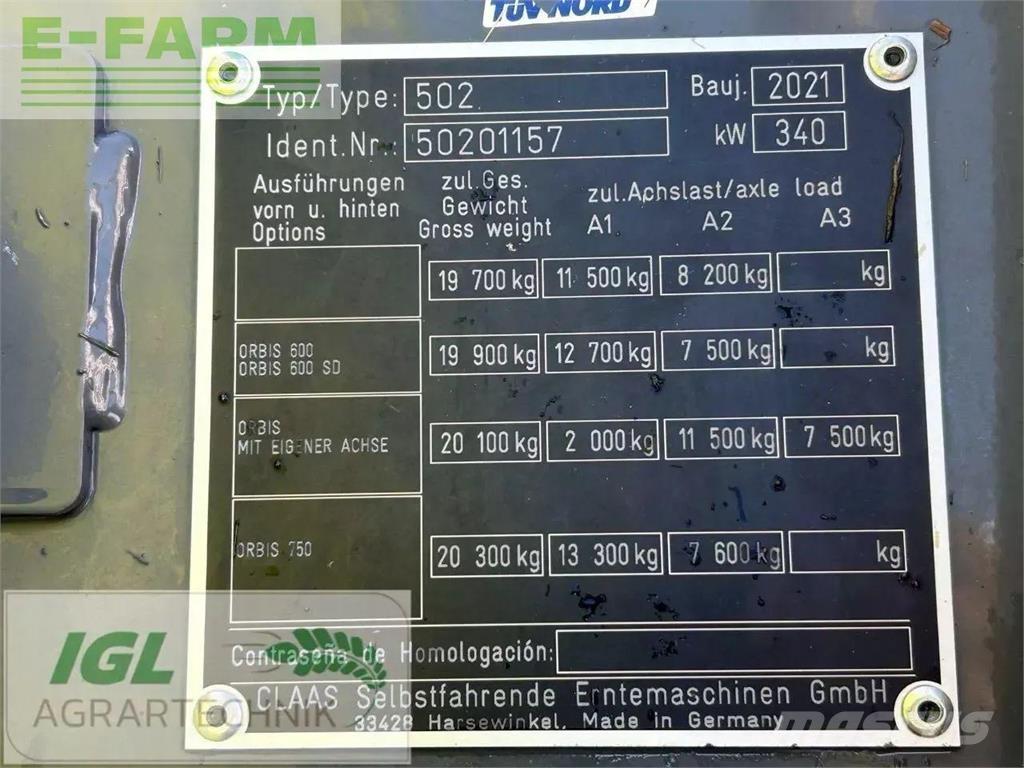 TÜV NORD
E-FARM
Typ/Type: 502 Bauj. 2021
Ident.Nr.: 50201157 kW 340
Ausführungen vorn u. hinten Options
zul.Ges. Gewicht Gross weight
zul.Achslast/axle load
A1 A2 A3
19 700 kg 11 500 kg 8 200 kg kg
ORBIS 600
ORBIS 600 SD
19 900 kg 12 700 kg 7 500 kg kg
ORBIS
MIT EIGENER ACHSE
20 100 kg 2 000 kg 11 500 kg 7 500 kg
ORBIS 750
20 300 kg 13 300 kg 7 600 kg kg
Contraseña de Homologación:
CLAAS Selbstfahrende Erntemaschinen GmbH
33428 Harsewinkel, Made in Germany
IGL
AGRARTECHNIK
mascus